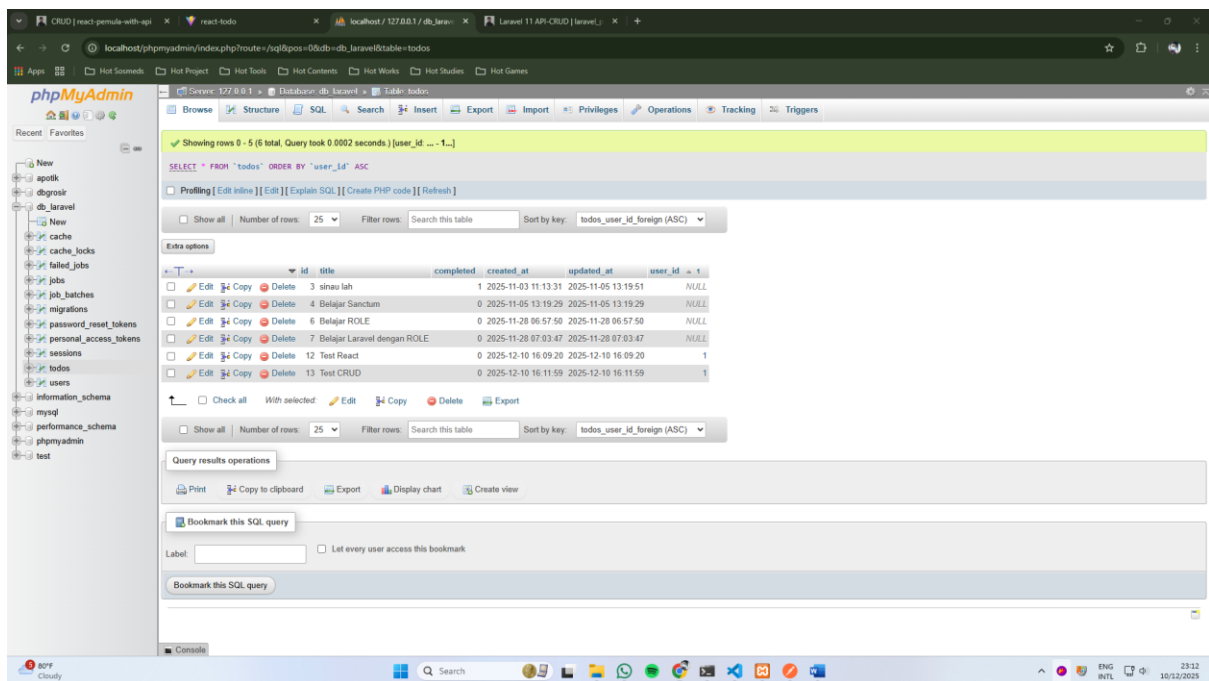 CRUD | react-pemula-with-api
react-todo
localhost / 127.0.0.1 / db_larave
Laravel 11 API-CRUD | laravel_p
localhost/phpmyadmin/index.php?route=/sql&pos=0&db=db_laravel&table=todos
Apps Hot Sosmeds Hot Project Hot Tools Hot Contents Hot Works Hot Studies Hot Games
phpMyAdmin
Recent Favorites
New
apotik
dbgrosir
db_laravel
New
cache
cache_locks
failed_jobs
jobs
job_batches
migrations
password_reset_tokens
personal_access_tokens
sessions
todos
users
information_schema
mysql
performance_schema
phpmyadmin
test
Server: 127.0.0.1 » Database: db_laravel » Table: todos
Browse Structure SQL Search Insert Export Import Privileges Operations Tracking Triggers
Showing rows 0 - 5 (6 total, Query took 0.0002 seconds.) [user_id: ... - 1...]
SELECT * FROM `todos` ORDER BY `user_id` ASC
Profiling [ Edit inline ] [ Edit ] [ Explain SQL ] [ Create PHP code ] [ Refresh ]
Show all Number of rows: 25 Filter rows: Search this table Sort by key: todos_user_id_foreign (ASC)
Extra options
id title completed created_at updated_at user_id 1
Edit Copy Delete 3 sinau lah 1 2025-11-03 11:13:31 2025-11-05 13:19:51 NULL
Edit Copy Delete 4 Belajar Sanctum 0 2025-11-05 13:19:29 2025-11-05 13:19:29 NULL
Edit Copy Delete 6 Belajar ROLE 0 2025-11-28 06:57:50 2025-11-28 06:57:50 NULL
Edit Copy Delete 7 Belajar Laravel dengan ROLE 0 2025-11-28 07:03:47 2025-11-28 07:03:47 NULL
Edit Copy Delete 12 Test React 0 2025-12-10 16:09:20 2025-12-10 16:09:20 1
Edit Copy Delete 13 Test CRUD 0 2025-12-10 16:11:59 2025-12-10 16:11:59 1
Check all With selected: Edit Copy Delete Export
Show all Number of rows: 25 Filter rows: Search this table Sort by key: todos_user_id_foreign (ASC)
Query results operations
Print Copy to clipboard Export Display chart Create view
Bookmark this SQL query
Label: Let every user access this bookmark
Bookmark this SQL query
Console
5 80°F
Cloudy
Search
ENG
INTL
23:12
10/12/2025